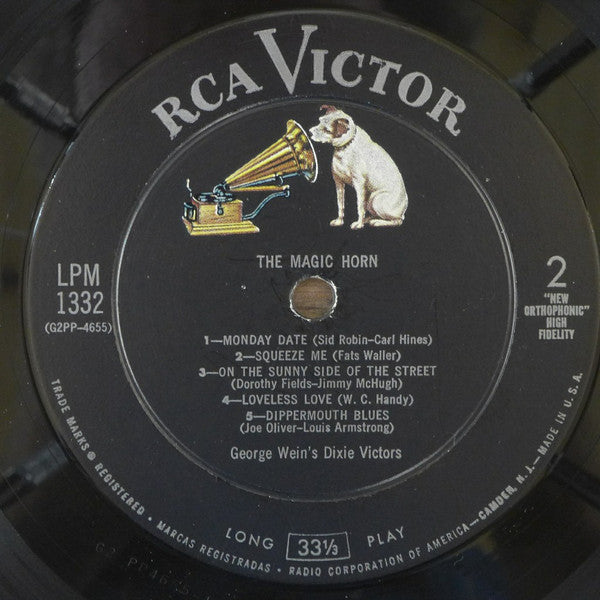 RCA VICTOR
THE MAGIC HORN
LPM
1332
(G2PP-4655)
2
"NEW
ORTHOPHONIC"
HIGH
FIDELITY
1—MONDAY DATE (Sid Robin-Carl Hines)
2—SQUEEZE ME (Fats Waller)
3—ON THE SUNNY SIDE OF THE STREET
(Dorothy Fields-Jimmy McHugh)
4—LOVELESS LOVE (W. C. Handy)
5—DIPPERMOUTH BLUES
(Joe Oliver-Louis Armstrong)
George Wein's Dixie Victors
LONG 33⅓ PLAY
TRADE MARKS ® REGISTERED • MARCAS REGISTRADAS • RADIO CORPORATION OF AMERICA—CAMDEN, N. J.—MADE IN U. S. A.